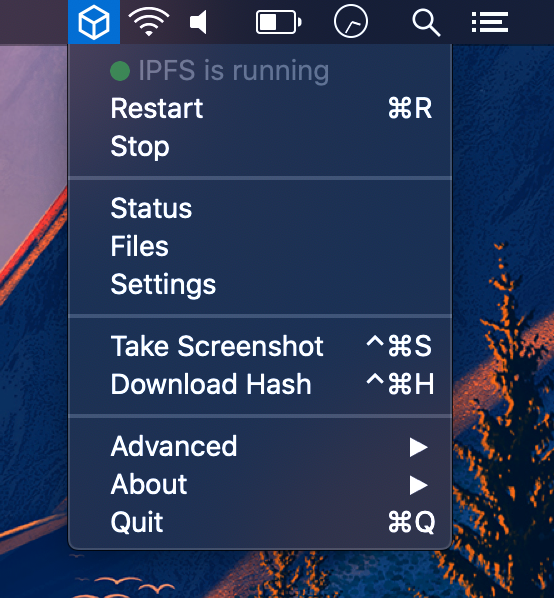 IPFS is running
Restart ⌘R
Stop
Status
Files
Settings
Take Screenshot ^⌘S
Download Hash ^⌘H
Advanced ▶
About ▶
Quit ⌘Q